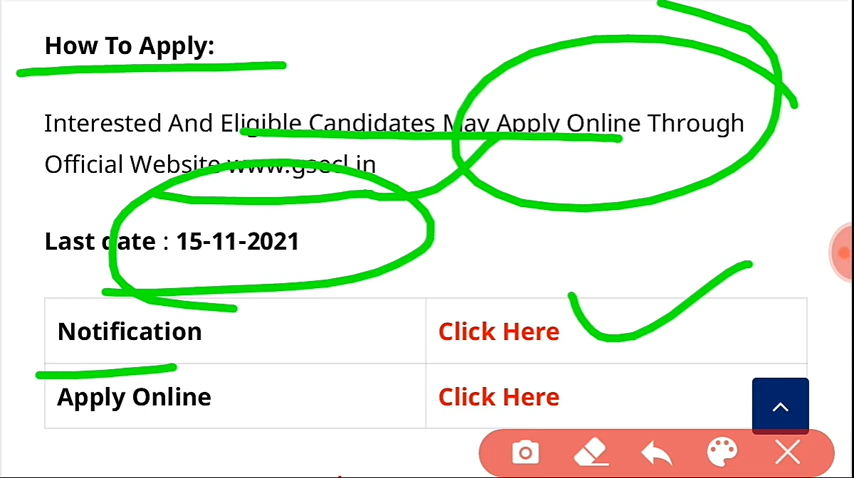 How To Apply:
Interested And Eligible Candidates May Apply Online Through
Official Website www.gsecl.in
Last date : 15-11-2021
Notification Click Here
Apply Online Click Here